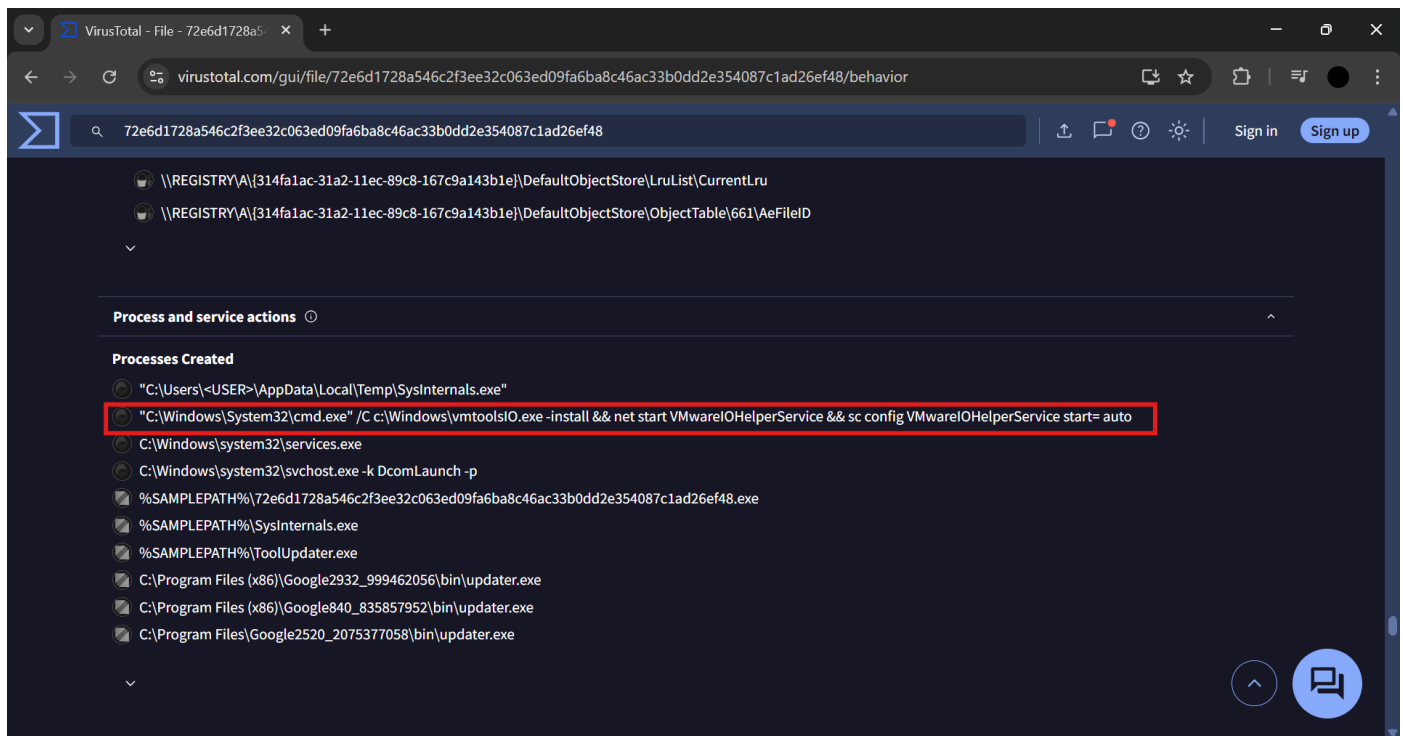 VirusTotal - File - 72e6d1728a5
virustotal.com/gui/file/72e6d1728a546c2f3ee32c063ed09fa6ba8c46ac33b0dd2e354087c1ad26ef48/behavior
72e6d1728a546c2f3ee32c063ed09fa6ba8c46ac33b0dd2e354087c1ad26ef48 Sign in Sign up
\\REGISTRY\A\{314fa1ac-31a2-11ec-89c8-167c9a143b1e}\DefaultObjectStore\LruList\CurrentLru
\\REGISTRY\A\{314fa1ac-31a2-11ec-89c8-167c9a143b1e}\DefaultObjectStore\ObjectTable\661\AeFileID
Process and service actions
Processes Created
"C:\Users\<USER>\AppData\Local\Temp\SysInternals.exe"
"C:\Windows\System32\cmd.exe" /C c:\Windows\vmtoolsIO.exe -install && net start VMwareIOHelperService && sc config VMwareIOHelperService start= auto
C:\Windows\system32\services.exe
C:\Windows\system32\svchost.exe -k DcomLaunch -p
%SAMPLEPATH%\72e6d1728a546c2f3ee32c063ed09fa6ba8c46ac33b0dd2e354087c1ad26ef48.exe
%SAMPLEPATH%\SysInternals.exe
%SAMPLEPATH%\ToolUpdater.exe
C:\Program Files (x86)\Google2932_999462056\bin\updater.exe
C:\Program Files (x86)\Google840_835857952\bin\updater.exe
C:\Program Files\Google2520_2075377058\bin\updater.exe